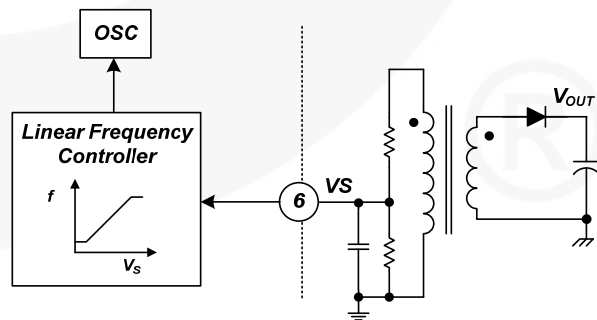 OSC
Linear Frequency
Controller
f
VS
6
VS
VOUT
®